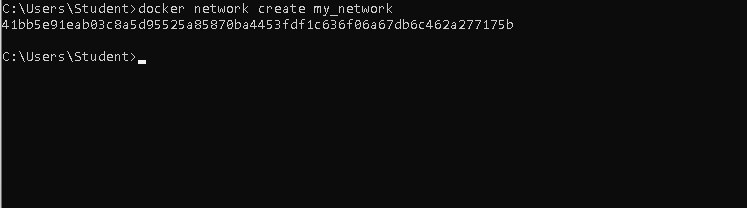 C:\Users\Student>docker network create my_network
41bb5e91eab03c8a5d95525a85870ba4453fdf1c636f06a67db6c462a277175b
C:\Users\Student>